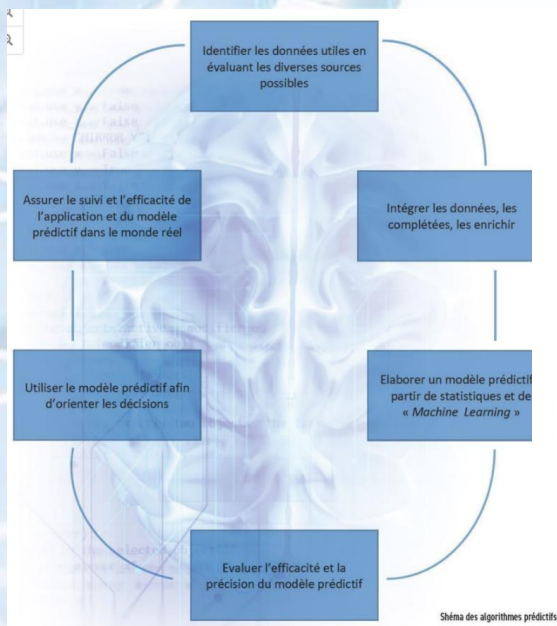 Identifier les données utiles en
évaluant les diverses sources
possibles
Intégrer les données, les
complétées, les enrichir
Elaborer un modèle prédictif
partir de statistiques et de
« Machine Learning »
Evaluer l'efficacité et la
précision du modèle prédictif
Utiliser le modèle prédictif afin
d'orienter les décisions
Assurer le suivi et l'efficacité de
l'application et du modèle
prédictif dans le monde réel
Shéma des algorithmes prédictifs